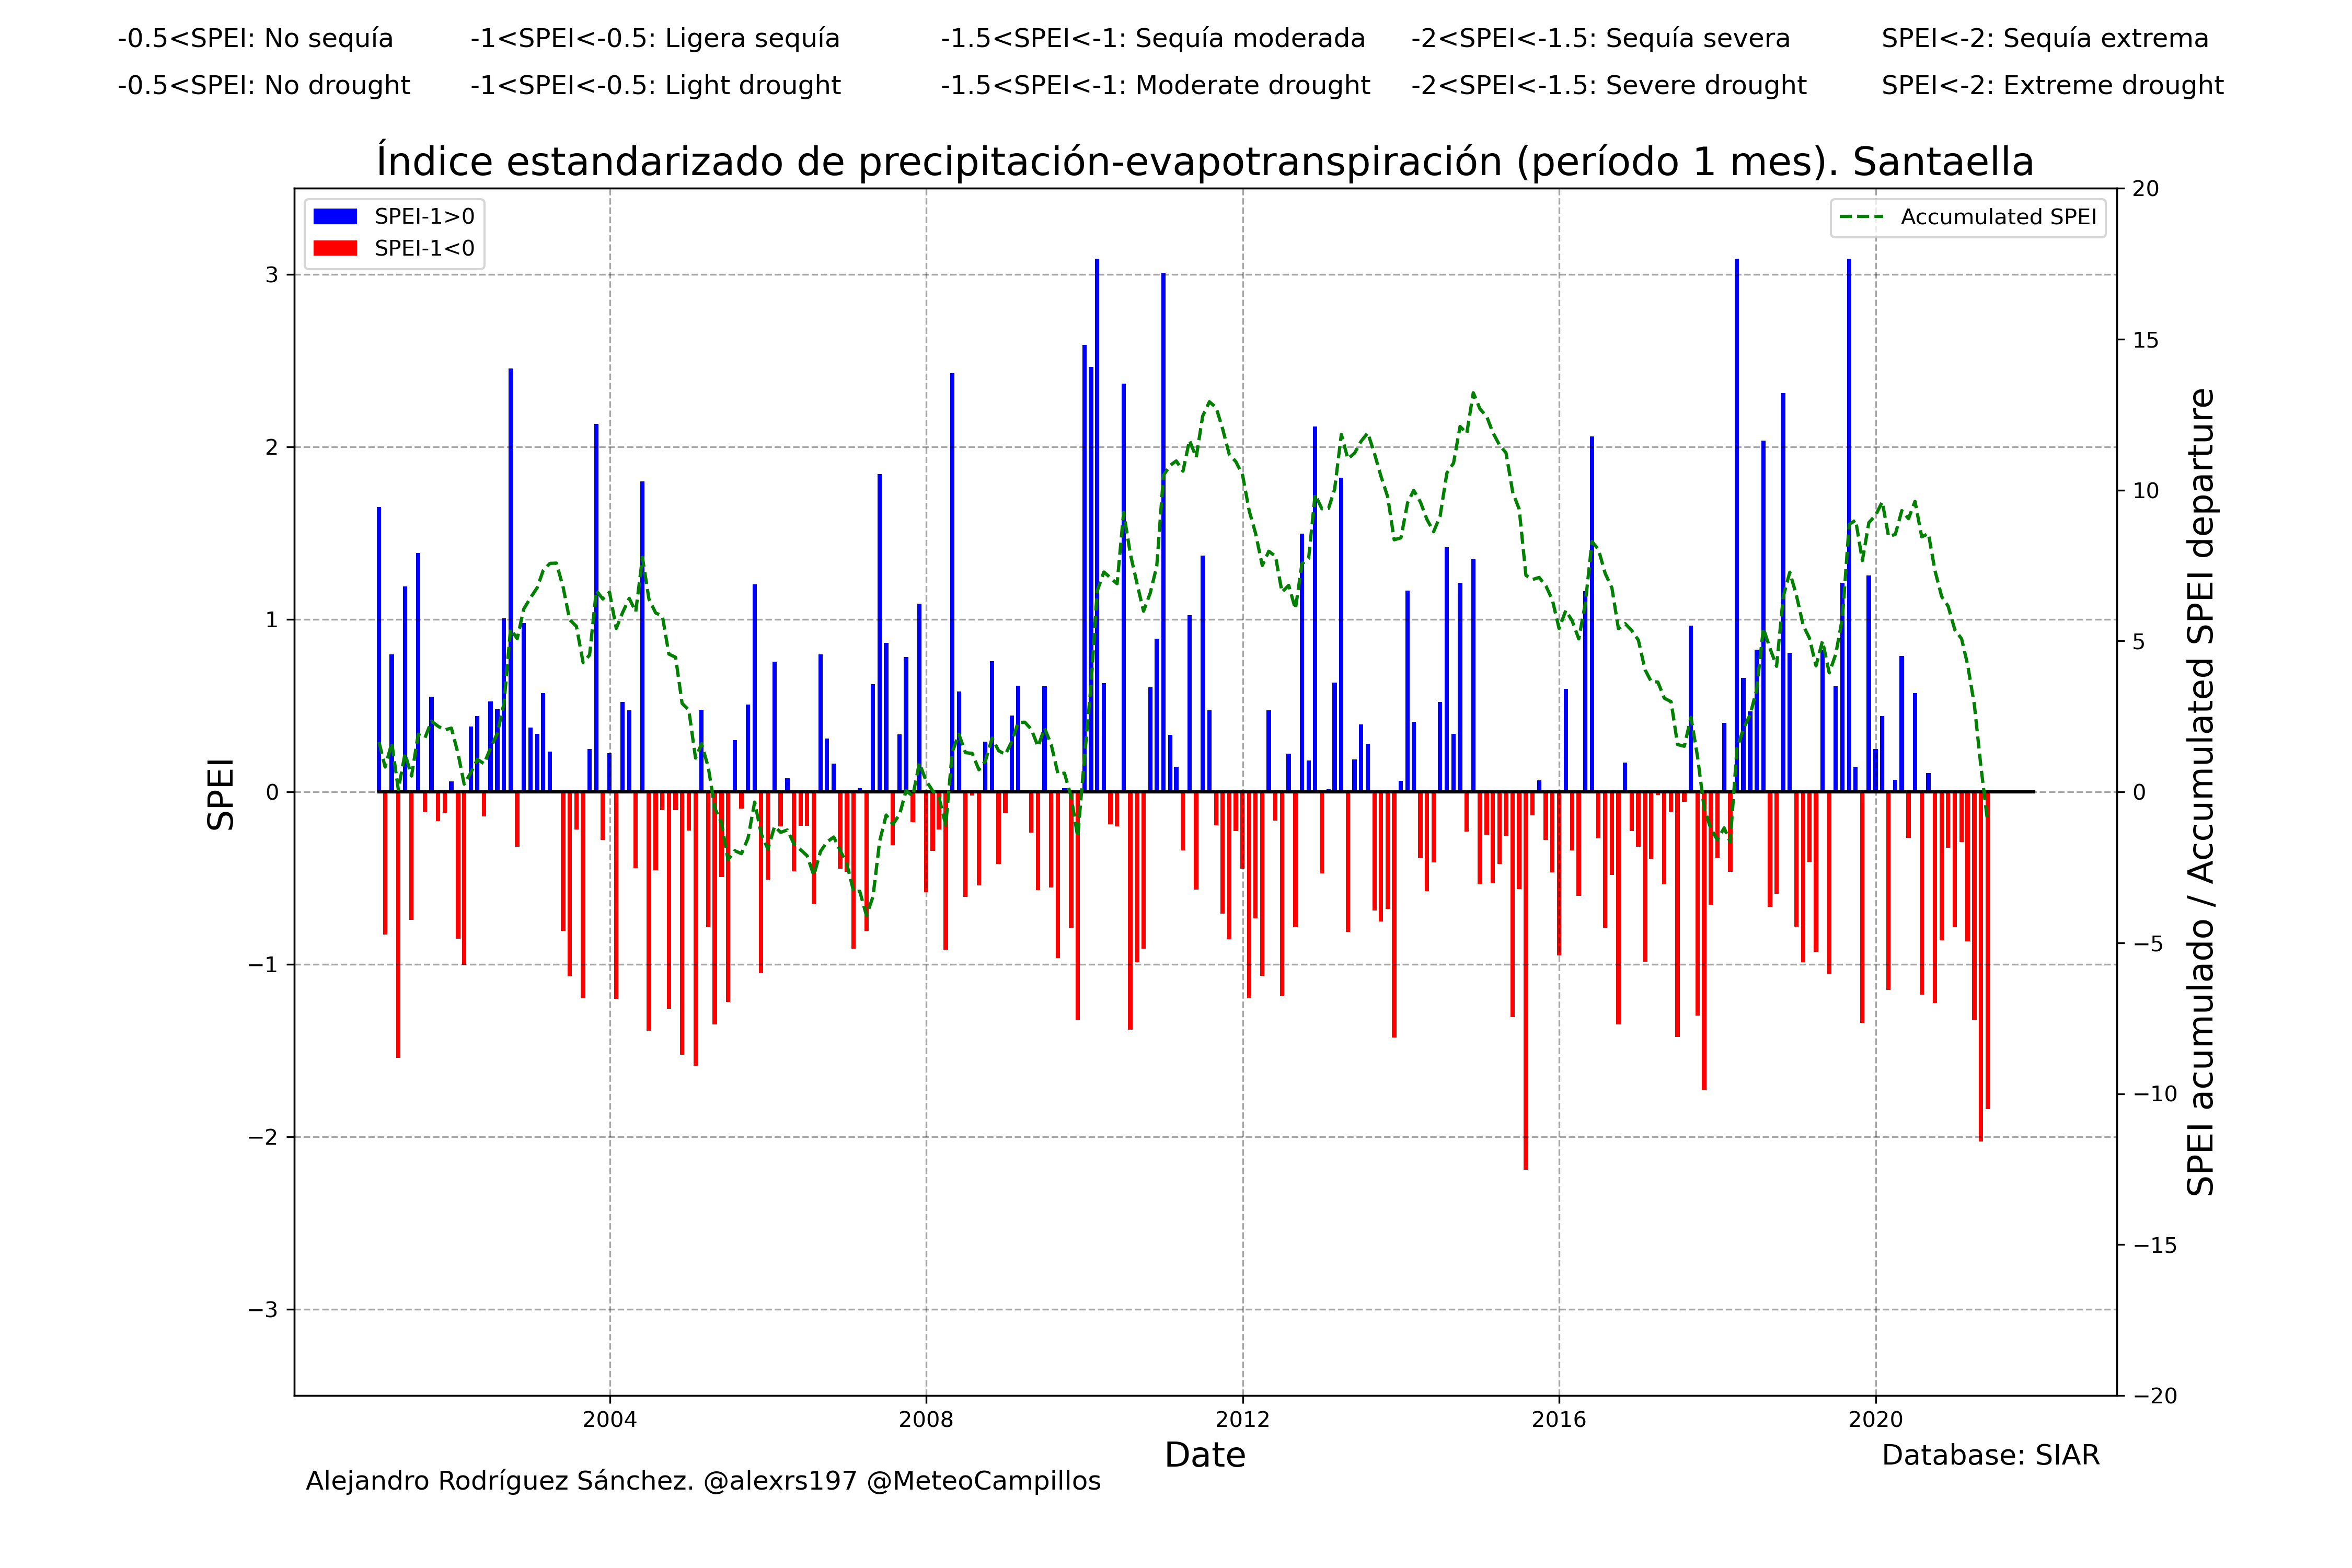 -0.5<SPEI: No sequía -1<SPEI<-0.5: Ligera sequía -1.5<SPEI<-1: Sequía moderada -2<SPEI<-1.5: Sequía severa SPEI<-2: Sequía extrema
-0.5<SPEI: No drought -1<SPEI<-0.5: Light drought -1.5<SPEI<-1: Moderate drought -2<SPEI<-1.5: Severe drought SPEI<-2: Extreme drought
Índice estandarizado de precipitación-evapotranspiración (período 1 mes). Santaella
SPEI-1>0
SPEI-1<0
Accumulated SPEI
SPEI
3
2
1
0
−1
−2
−3
20
15
10
5
0
−5
−10
−15
−20
SPEI acumulado / Accumulated SPEI departure
2004 2008 2012 2016 2020
Date
Database: SIAR
Alejandro Rodríguez Sánchez. @alexrs197 @MeteoCampillos